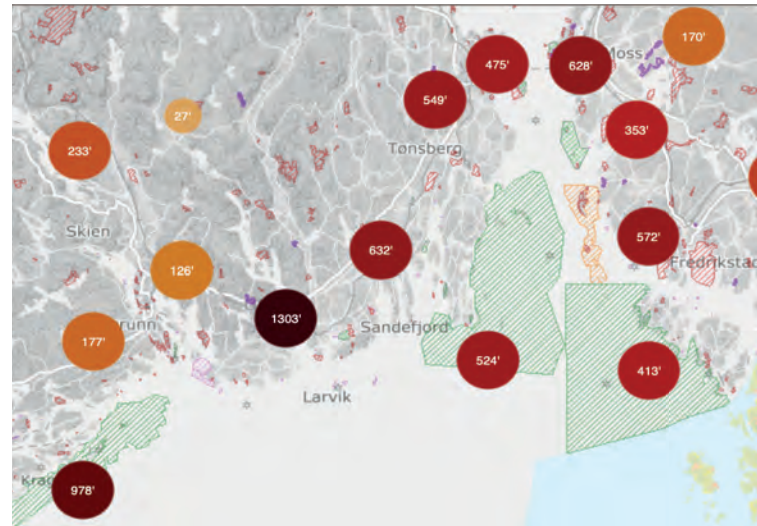 170'
475'
628'
Moss
549'
27'
353'
233'
Tønsberg
Skien
572'
632'
Fredrikstad
126'
1303'
Sandefjord
177'
524'
413'
Larvik
978'